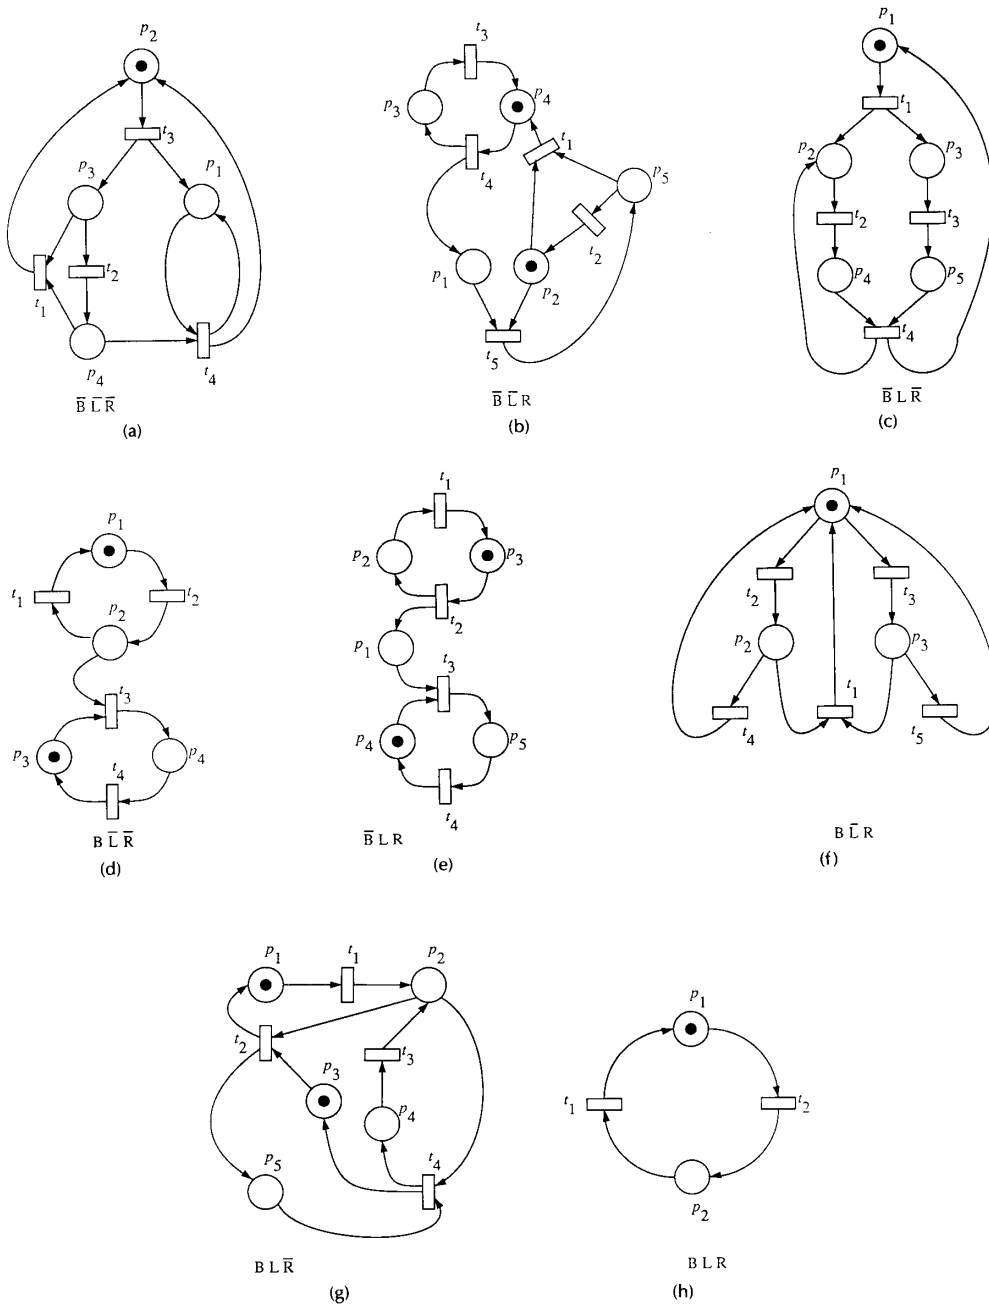 p2
t3
p3
p1
t2
t1
p4
t4
B̅ L̅ R̅
(a)
t3
p3
p4
t1
t4
p5
t2
p1
p2
t5
B̅ L̅ R
(b)
p1
t1
p2
p3
t2
t3
p4
p5
t4
B̅ L R̅
(c)
p1
t1
t2
p2
t3
p3
p4
t4
B L̅ R̅
(d)
t1
p2
p3
t2
p1
t3
p4
p5
t4
B̅ L R
(e)
p1
t2
t3
p2
p3
t1
t4
t5
B L̅ R
(f)
p1
t1
p2
t2
t3
p3
p4
p5
t4
B L R̅
(g)
p1
t1
t2
p2
B L R
(h)